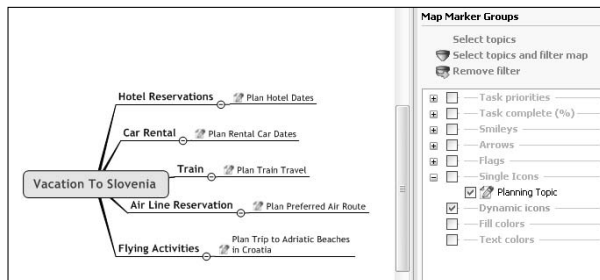 Map Marker Groups
Select topics
Select topics and filter map
Remove filter
Hotel Reservations
Plan Hotel Dates
Car Rental
Plan Rental Car Dates
Train
Plan Train Travel
Vacation To Slovenia
Air Line Reservation
Plan Preferred Air Route
Flying Activities
Plan Trip to Adriatic Beaches
in Croatia
Task priorities
Task complete (%)
Smileys
Arrows
Flags
Single Icons
Planning Topic
Dynamic icons
Fill colors
Text colors